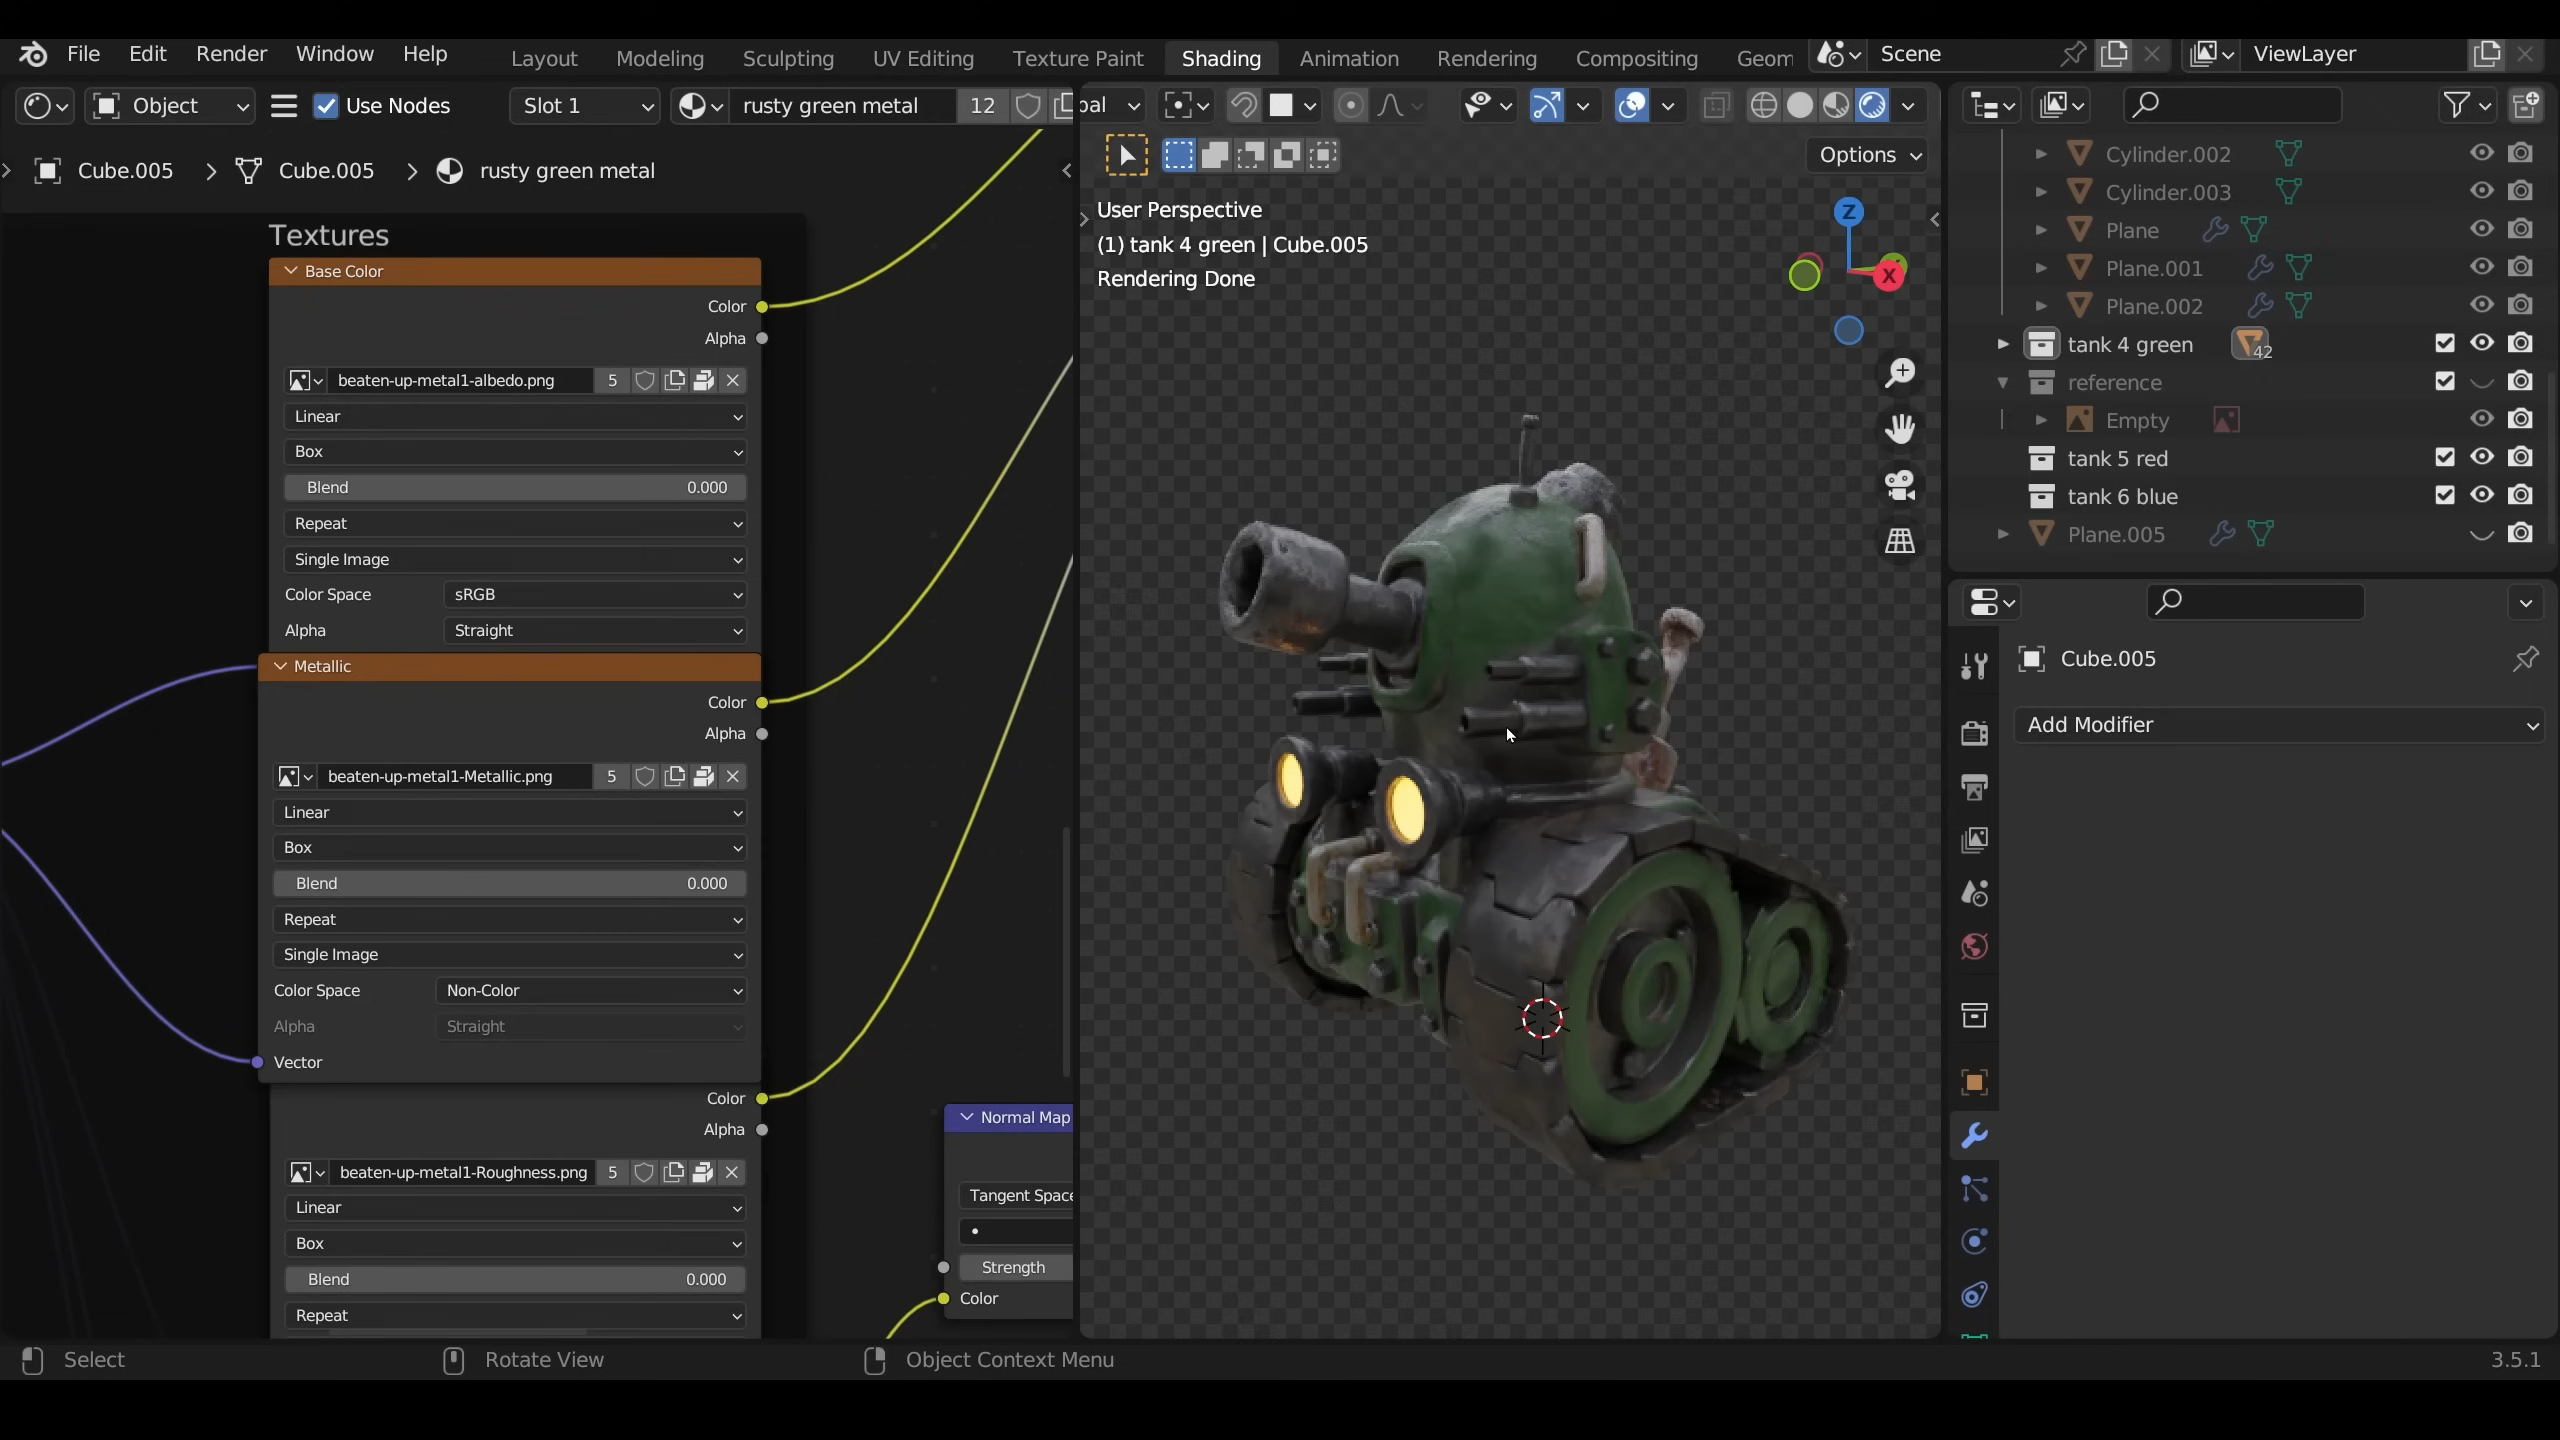 File Edit Render Window Help Layout Modeling Sculpting UV Editing Texture Paint Shading Animation Rendering Compositing Geom Scene ViewLayer
Object Use Nodes Slot 1 rusty green metal 12 bal
Cube.005 > Cube.005 > rusty green metal
Options
User Perspective
(1) tank 4 green | Cube.005
Rendering Done
Z
X
Textures
Base Color
Color
Alpha
beaten-up-metal1-albedo.png 5
Linear
Box
Blend 0.000
Repeat
Single Image
Color Space sRGB
Alpha Straight
Metallic
Color
Alpha
beaten-up-metal1-Metallic.png 5
Linear
Box
Blend 0.000
Repeat
Single Image
Color Space Non-Color
Alpha Straight
Vector
Color
Alpha
beaten-up-metal1-Roughness.png 5
Linear
Box
Blend 0.000
Repeat
Normal Map
Tangent Space
Strength
Color
Cylinder.002
Cylinder.003
Plane
Plane.001
Plane.002
tank 4 green 42
reference
Empty
tank 5 red
tank 6 blue
Plane.005
Cube.005
Add Modifier
Select Rotate View Object Context Menu 3.5.1